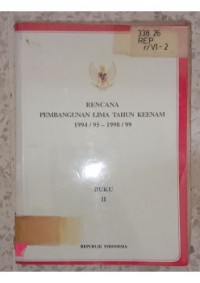 338.26
REP
r/VI-2
RENCANA
PEMBANGUNAN LIMA TAHUN KEENAM
1994 / 95 - 1998 / 99
BUKU
II
REPUBLIK INDONESIA